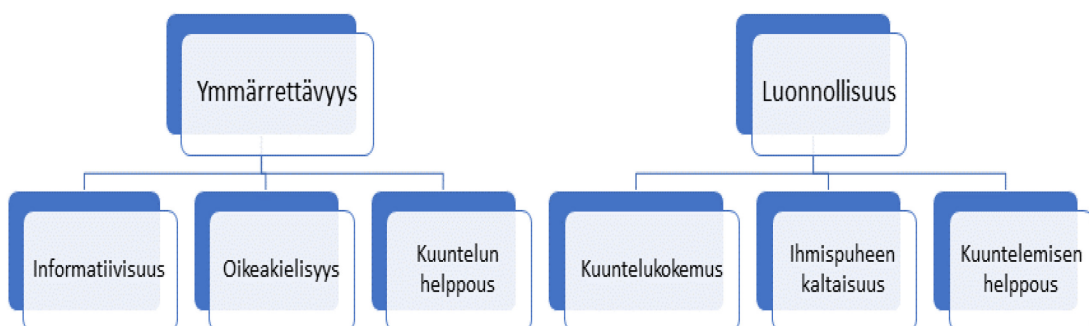 Ymmärrettävyys
Luonnollisuus
Informatiivisuus
Oikeakielisyys
Kuuntelun
helppous
Kuuntelukokemus
Ihmispuheen
kaltaisuus
Kuuntelemisen
helppous